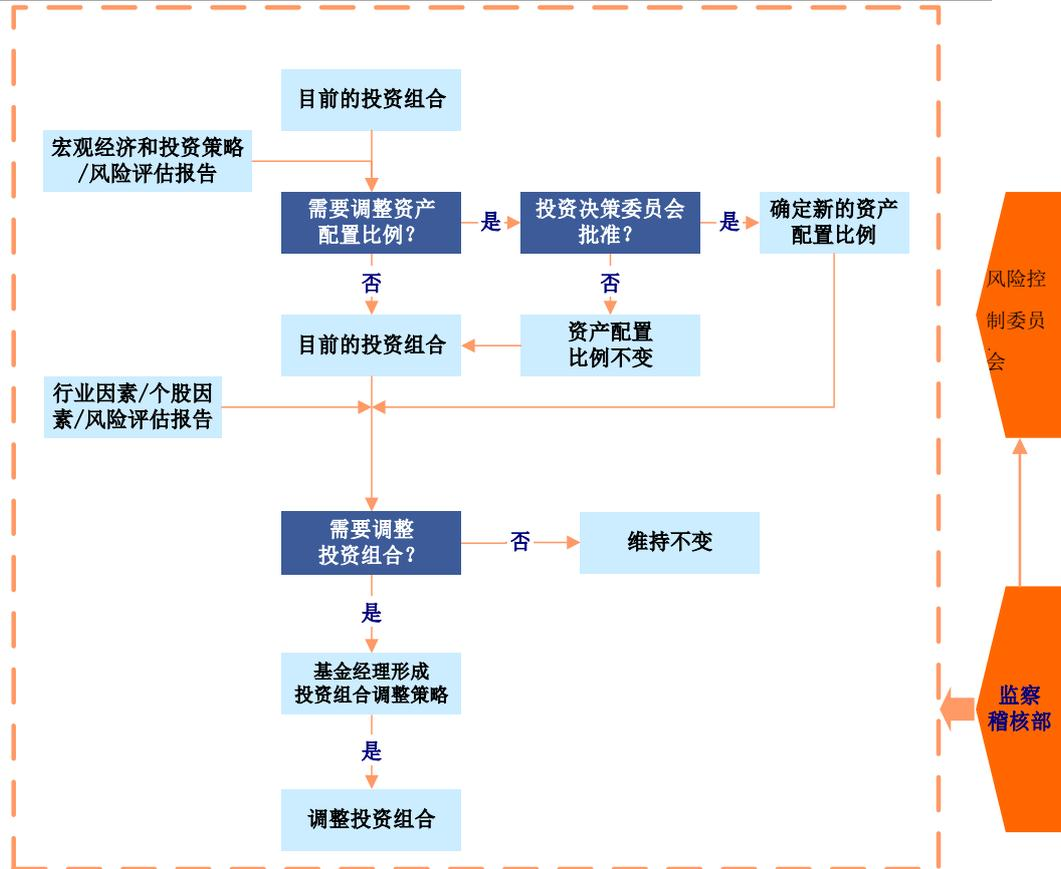 目前的投资组合
宏观经济和投资策略
/风险评估报告
需要调整资产
配置比例？
是
投资决策委员会
批准？
是
确定新的资产
配置比例
风险控
制委员
会
否
否
目前的投资组合
资产配置
比例不变
行业因素/个股因
素/风险评估报告
需要调整
投资组合？
否
维持不变
是
基金经理形成
投资组合调整策略
监察
稽核部
是
调整投资组合